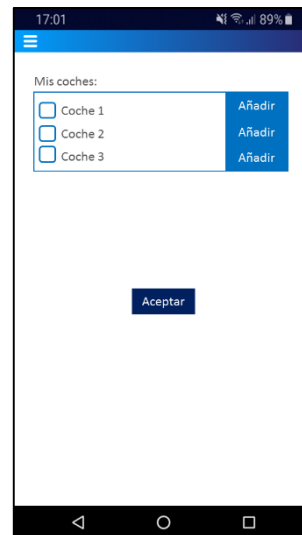 17:01 89%
Mis coches:
Coche 1 Añadir
Coche 2 Añadir
Coche 3 Añadir
Aceptar